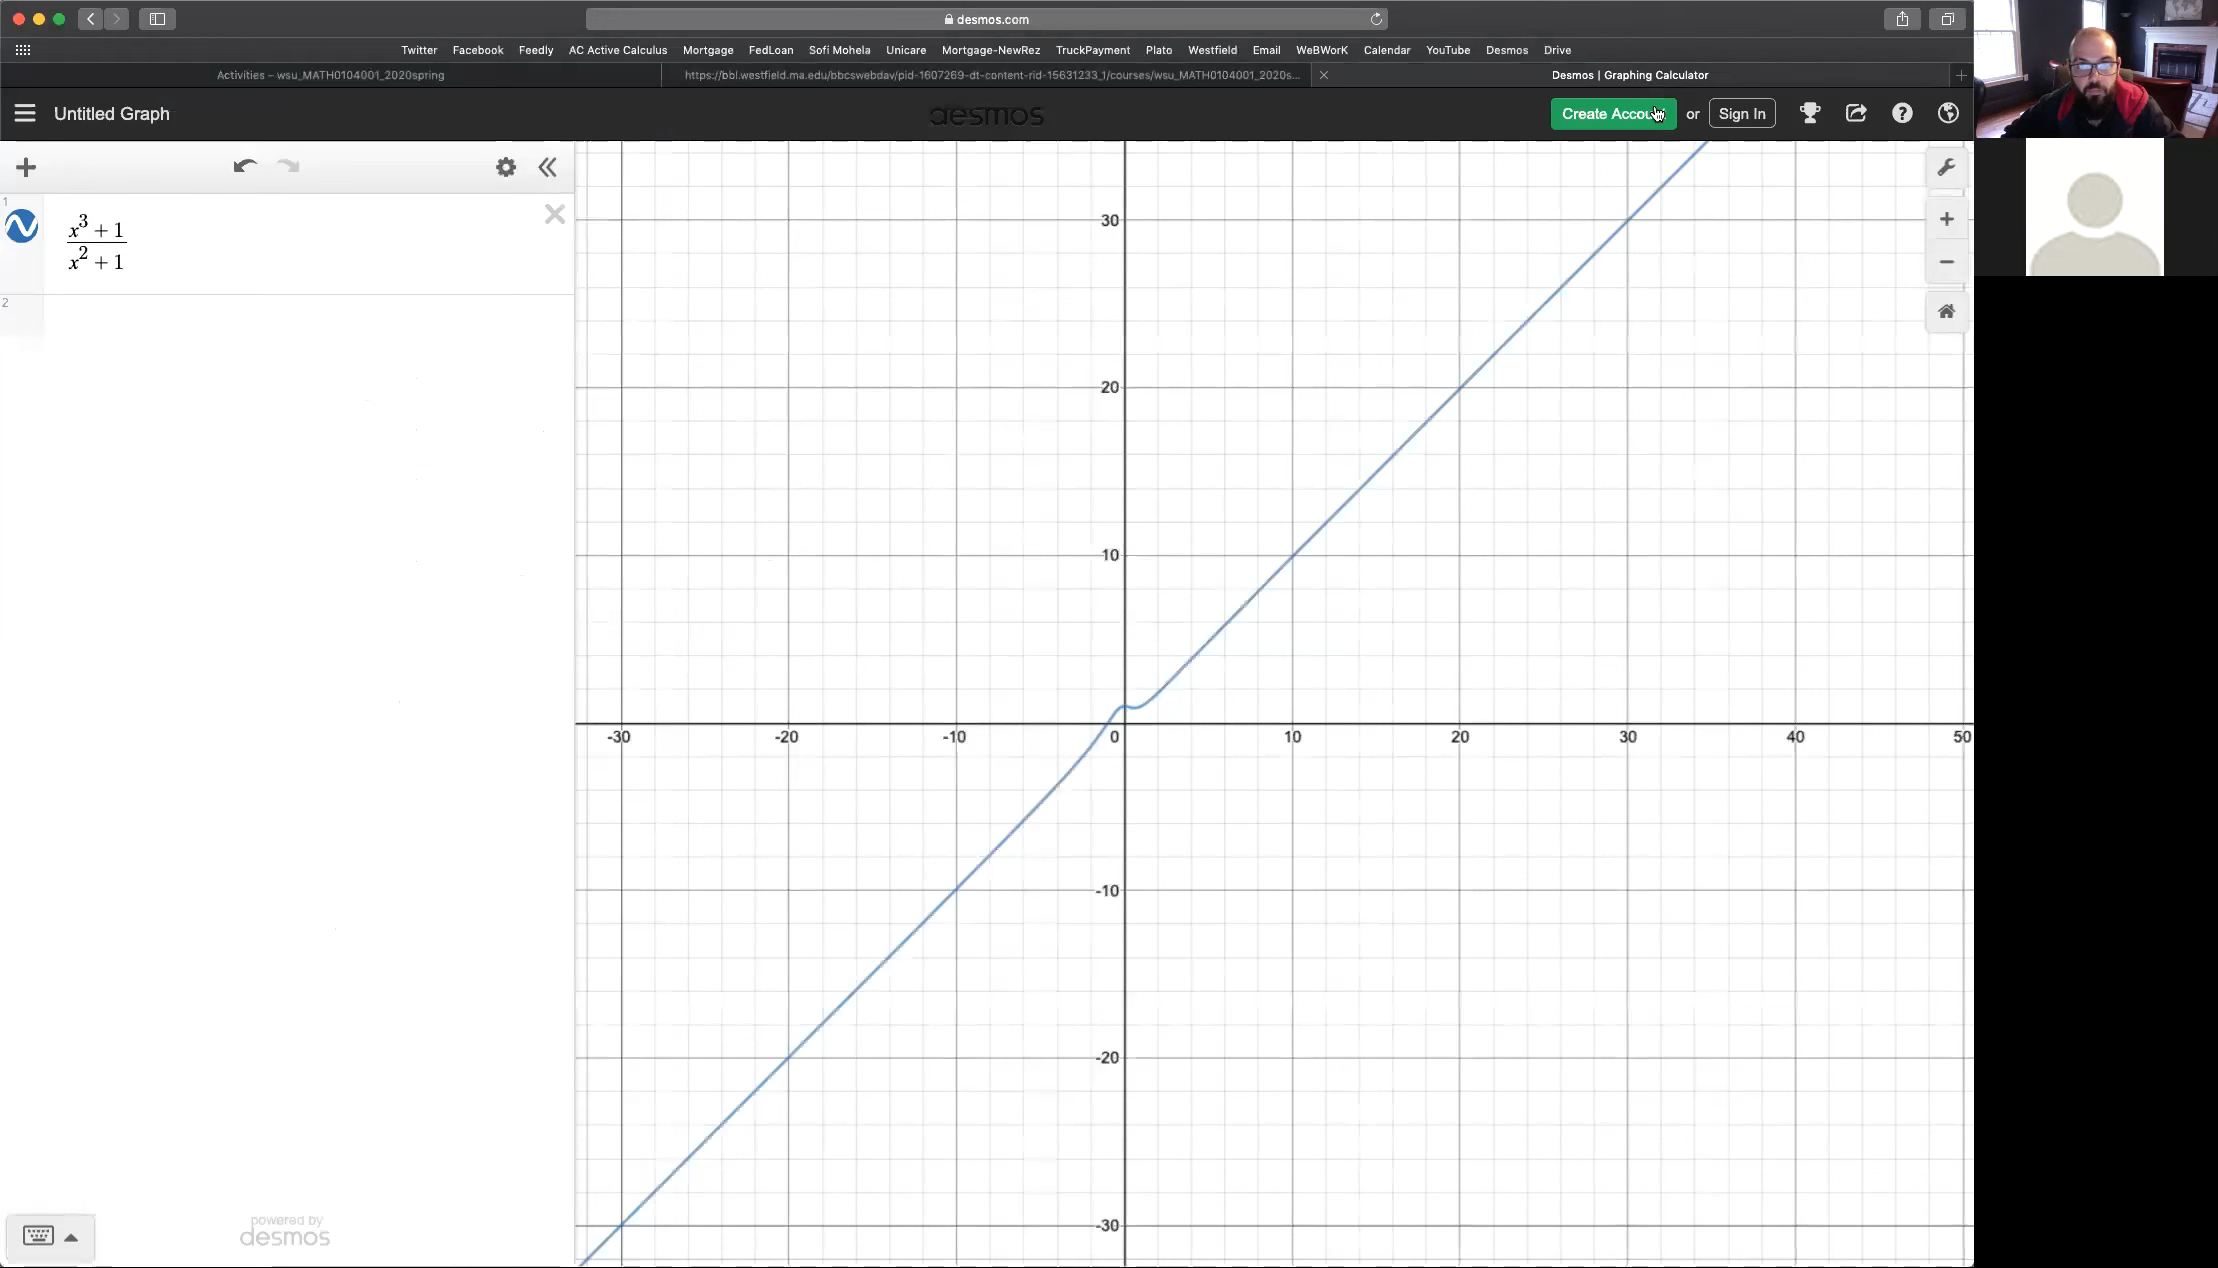 desmos.com
Twitter Facebook Feedly AC Active Calculus Mortgage FedLoan Sofi Mohela Unicare Mortgage-NewRez TruckPayment Plato Westfield Email WeBWorK Calendar YouTube Desmos Drive
Activities – wsu_MATH0104001_2020spring
https://bbl.westfield.ma.edu/bbcswebdav/pid-1607269-dt-content-rid-15631233_1/courses/wsu_MATH0104001_2020s...
Desmos | Graphing Calculator
Untitled Graph
desmos
Create Accou
or
Sign In
1
x³ + 1
x² + 1
2
30
20
10
-30 -20 -10 0 10 20 30 40 50
-10
-20
-30
powered by
desmos